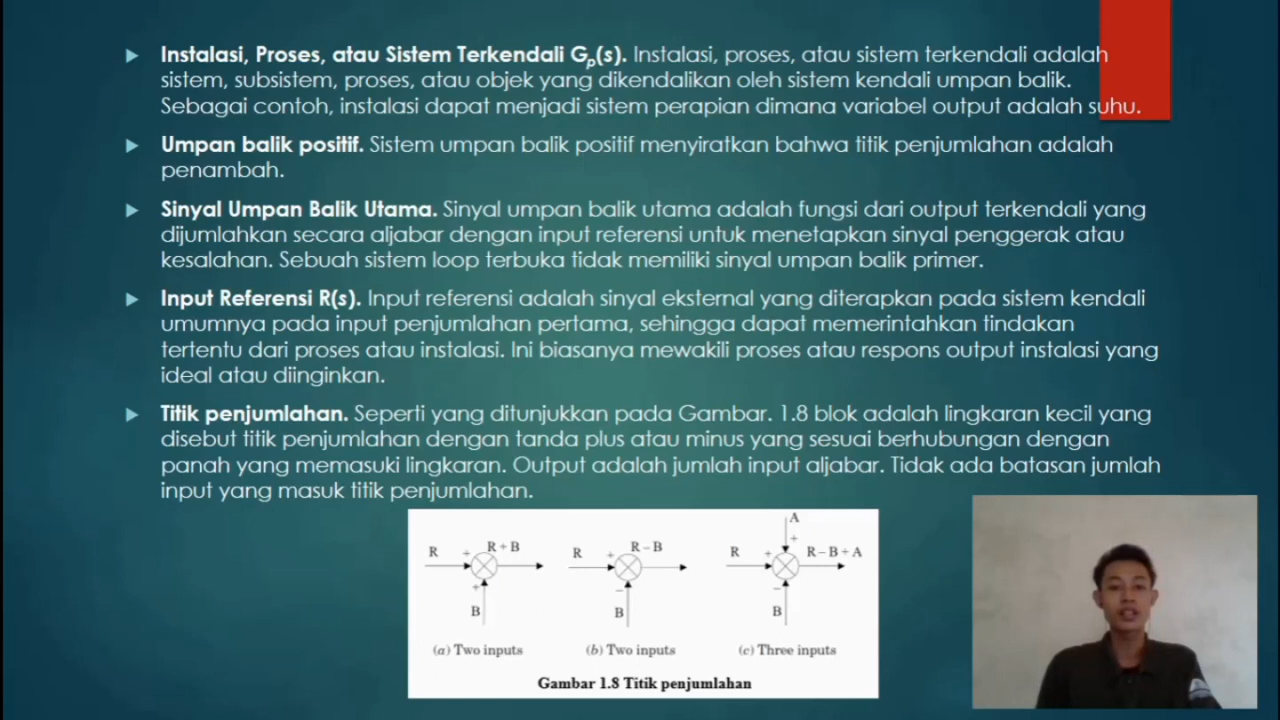 Instalasi, Proses, atau Sistem Terkendali Gp(s). Instalasi, proses, atau sistem terkendali adalah
sistem, subsistem, proses, atau objek yang dikendalikan oleh sistem kendali umpan balik.
Sebagai contoh, instalasi dapat menjadi sistem perapian dimana variabel output adalah suhu.
Umpan balik positif. Sistem umpan balik positif menyiratkan bahwa titik penjumlahan adalah
penambah.
Sinyal Umpan Balik Utama. Sinyal umpan balik utama adalah fungsi dari output terkendali yang
dijumlahkan secara aljabar dengan input referensi untuk menetapkan sinyal penggerak atau
kesalahan. Sebuah sistem loop terbuka tidak memiliki sinyal umpan balik primer.
Input Referensi R(s). Input referensi adalah sinyal eksternal yang diterapkan pada sistem kendali
umumnya pada input penjumlahan pertama, sehingga dapat memerintahkan tindakan
tertentu dari proses atau instalasi. Ini biasanya mewakili proses atau respons output instalasi yang
ideal atau diinginkan.
Titik penjumlahan. Seperti yang ditunjukkan pada Gambar. 1.8 blok adalah lingkaran kecil yang
disebut titik penjumlahan dengan tanda plus atau minus yang sesuai berhubungan dengan
panah yang memasuki lingkaran. Output adalah jumlah input aljabar. Tidak ada batasan jumlah
input yang masuk titik penjumlahan.
R + R + B
+
B
(a) Two inputs
R + R − B
−
B
(b) Two inputs
A
+
R + R − B + A
−
B
(c) Three inputs
Gambar 1.8 Titik penjumlahan